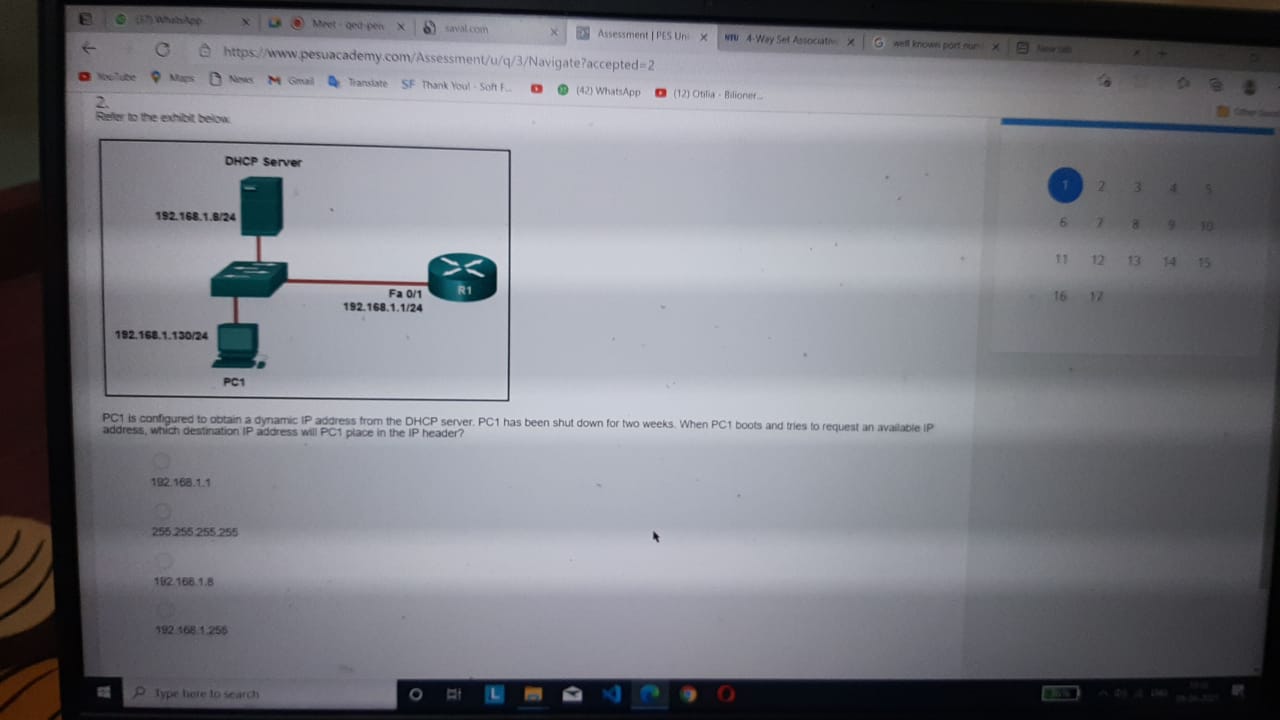 (37) WhatsApp
Meet - qed-pen
saval.com
Assessment | PES Uni
NTU 4-Way Set Associativ
well known port num
New tab
https://www.pesuacademy.com/Assessment/u/q/3/Navigate?accepted=2
YouTube Maps News Gmail Translate SF Thank You! - Soft F... (42) WhatsApp (12) Otilia - Bilioner...
2.
Refer to the exhibit below.
DHCP Server
192.168.1.8/24
R1
Fa 0/1
192.168.1.1/24
192.168.1.130/24
PC1
1 2 3 4 5
6 7 8 9 10
11 12 13 14 15
16 17
PC1 is configured to obtain a dynamic IP address from the DHCP server. PC1 has been shut down for two weeks. When PC1 boots and tries to request an available IP
address, which destination IP address will PC1 place in the IP header?
192.168.1.1
255.255.255.255
192.168.1.8
192.168.1.255
Type here to search
L
ENG